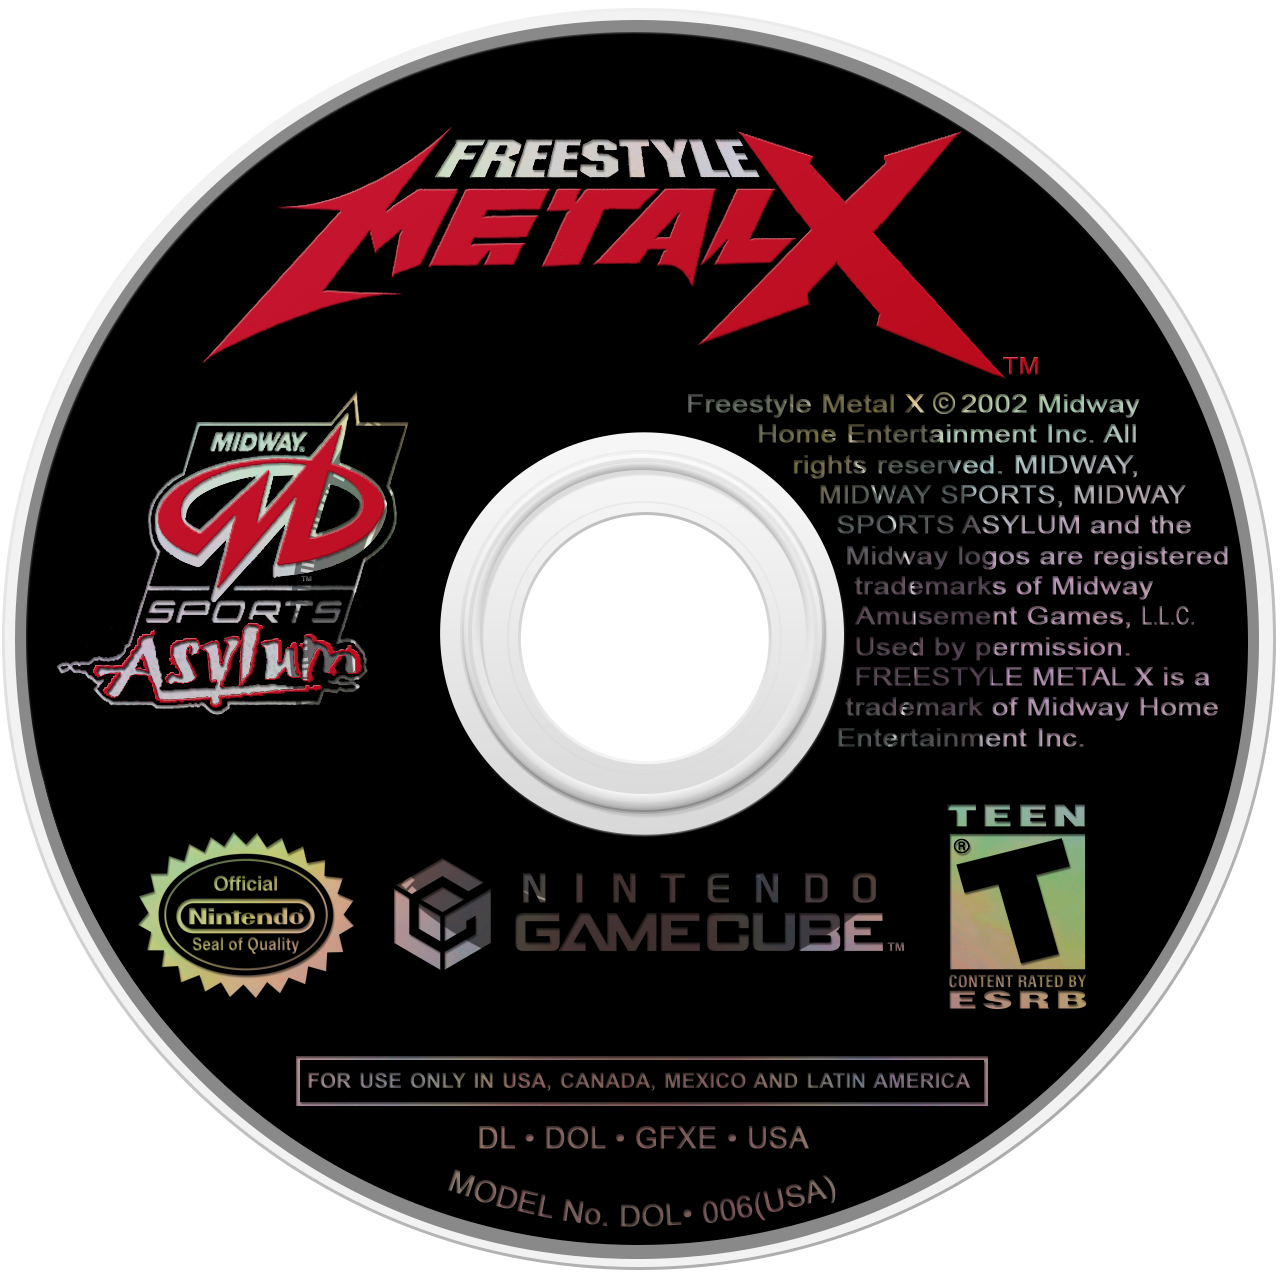 FREESTYLE
METAL X
TM
Freestyle Metal X © 2002 Midway
Home Entertainment Inc. All
rights reserved. MIDWAY,
MIDWAY SPORTS, MIDWAY
SPORTS ASYLUM and the
Midway logos are registered
trademarks of Midway
Amusement Games, L.L.C.
Used by permission.
FREESTYLE METAL X is a
trademark of Midway Home
Entertainment Inc.
MIDWAY®
TM
SPORTS
Asylum
Official
Nintendo®
Seal of Quality
NINTENDO
GAMECUBE™
TEEN
®
T
CONTENT RATED BY
ESRB
FOR USE ONLY IN USA, CANADA, MEXICO AND LATIN AMERICA
DL • DOL • GFXE • USA
MODEL No. DOL• 006(USA)